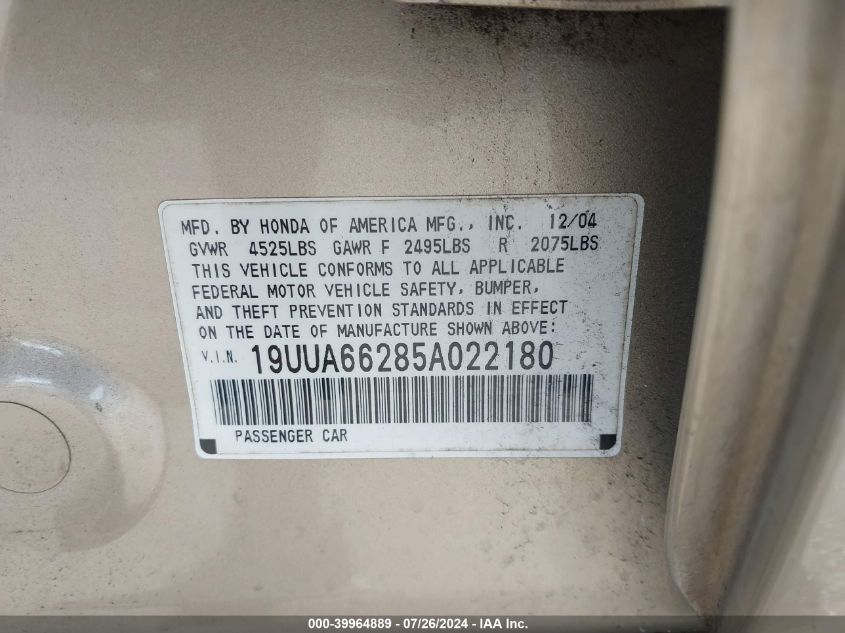 MFD. BY HONDA OF AMERICA MFG., INC. 12/04
GVWR 4525LBS GAWR F 2495LBS R 2075LBS
THIS VEHICLE CONFORMS TO ALL APPLICABLE
FEDERAL MOTOR VEHICLE SAFETY, BUMPER,
AND THEFT PREVENTION STANDARDS IN EFFECT
ON THE DATE OF MANUFACTURE SHOWN ABOVE:
V.I.N. 19UUA66285A022180
PASSENGER CAR
000-39964889 - 07/26/2024 - IAA Inc.